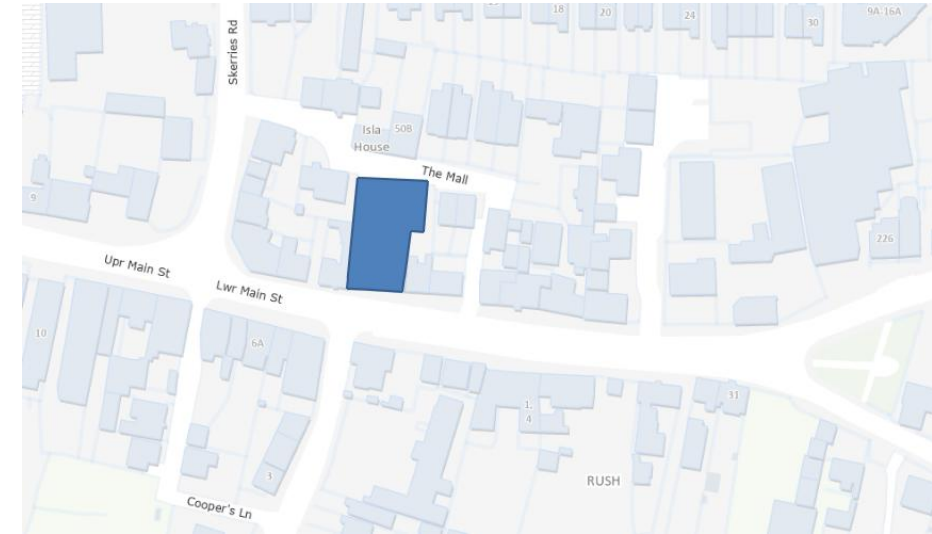 18
20
24
30
9A-16A
Skerries Rd
Isla
House
50B
The Mall
9
226
Upr Main St
Lwr Main St
10
6A
31
1.
4
3
RUSH
Cooper's Ln